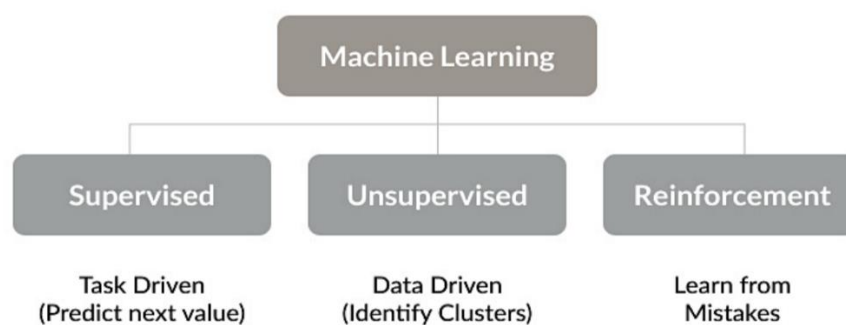 Machine Learning
Supervised
Unsupervised
Reinforcement
Task Driven
(Predict next value)
Data Driven
(Identify Clusters)
Learn from
Mistakes